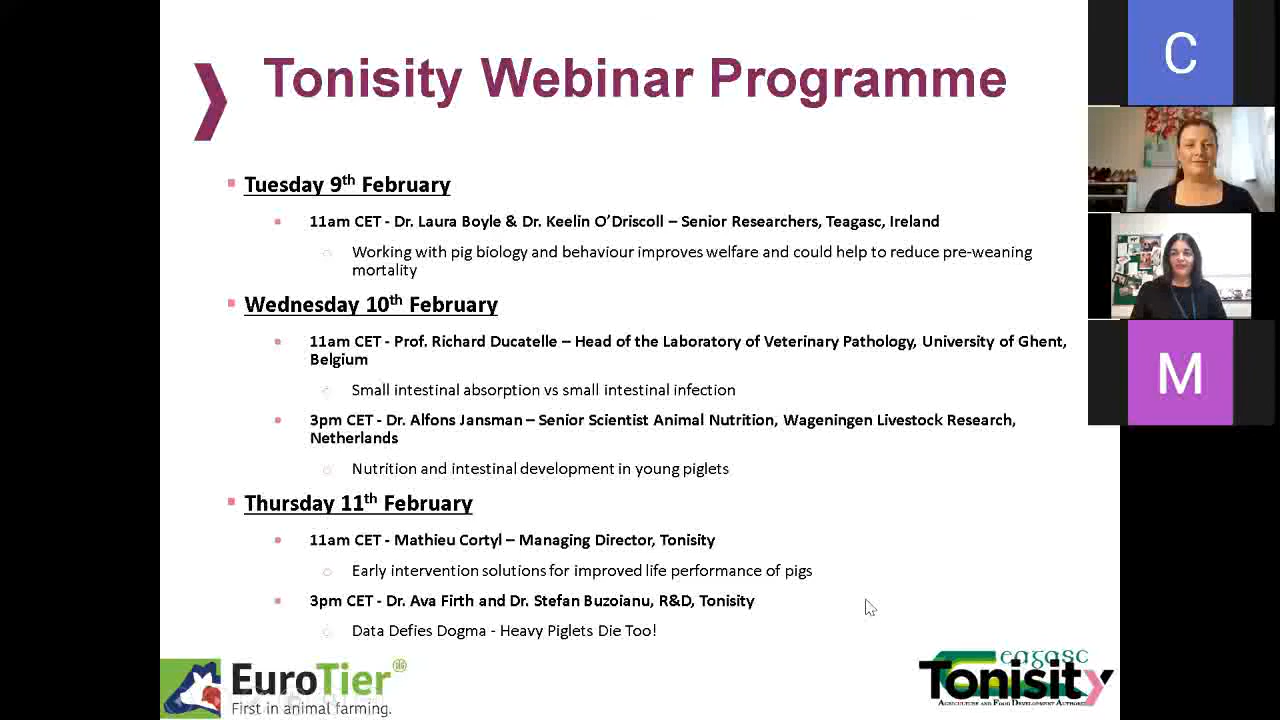 Tonisity Webinar Programme
Tuesday 9th February
11am CET - Dr. Laura Boyle & Dr. Keelin O'Driscoll – Senior Researchers, Teagasc, Ireland
Working with pig biology and behaviour improves welfare and could help to reduce pre-weaning
mortality
Wednesday 10th February
11am CET - Prof. Richard Ducatelle – Head of the Laboratory of Veterinary Pathology, University of Ghent,
Belgium
Small intestinal absorption vs small intestinal infection
3pm CET - Dr. Alfons Jansman – Senior Scientist Animal Nutrition, Wageningen Livestock Research,
Netherlands
Nutrition and intestinal development in young piglets
Thursday 11th February
11am CET - Mathieu Cortyl – Managing Director, Tonisity
Early intervention solutions for improved life performance of pigs
3pm CET - Dr. Ava Firth and Dr. Stefan Buzoianu, R&D, Tonisity
Data Defies Dogma - Heavy Piglets Die Too!
EuroTier
First in animal farming.
eagasc
Tonisity
Agriculture and Food Development Authority
C
M